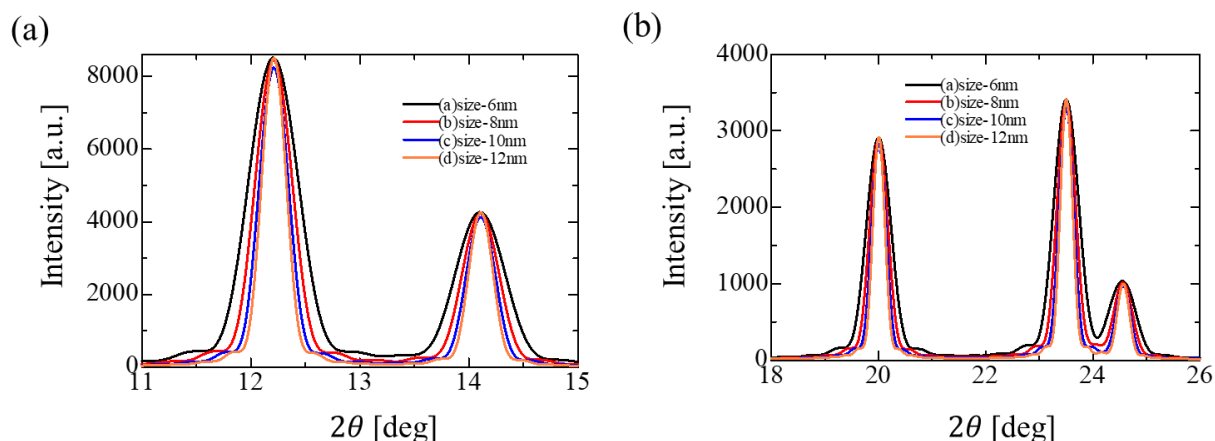 (a)
Intensity [a.u.]
8000
6000
4000
2000
0
(a)size-6nm
(b)size-8nm
(c)size-10nm
(d)size-12nm
11 12 13 14 15
2θ [deg]
(b)
Intensity [a.u.]
4000
3000
2000
1000
0
(a)size-6nm
(b)size-8nm
(c)size-10nm
(d)size-12nm
18 20 22 24 26
2θ [deg]